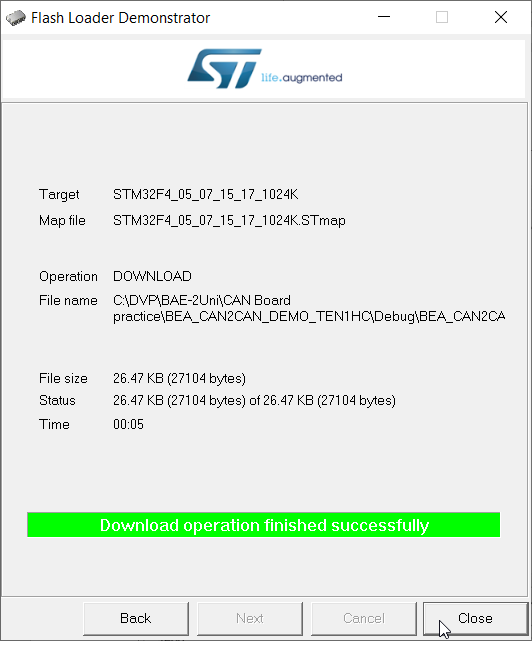 Flash Loader Demonstrator
ST life.augmented
Target STM32F4_05_07_15_17_1024K
Map file STM32F4_05_07_15_17_1024K.STmap
Operation DOWNLOAD
File name C:\DVP\BAE-2Uni\CAN Board
practice\BEA_CAN2CAN_DEMO_TEN1HC\Debug\BEA_CAN2CA
File size 26.47 KB (27104 bytes)
Status 26.47 KB (27104 bytes) of 26.47 KB (27104 bytes)
Time 00:05
Download operation finished successfully
Back Next Cancel Close